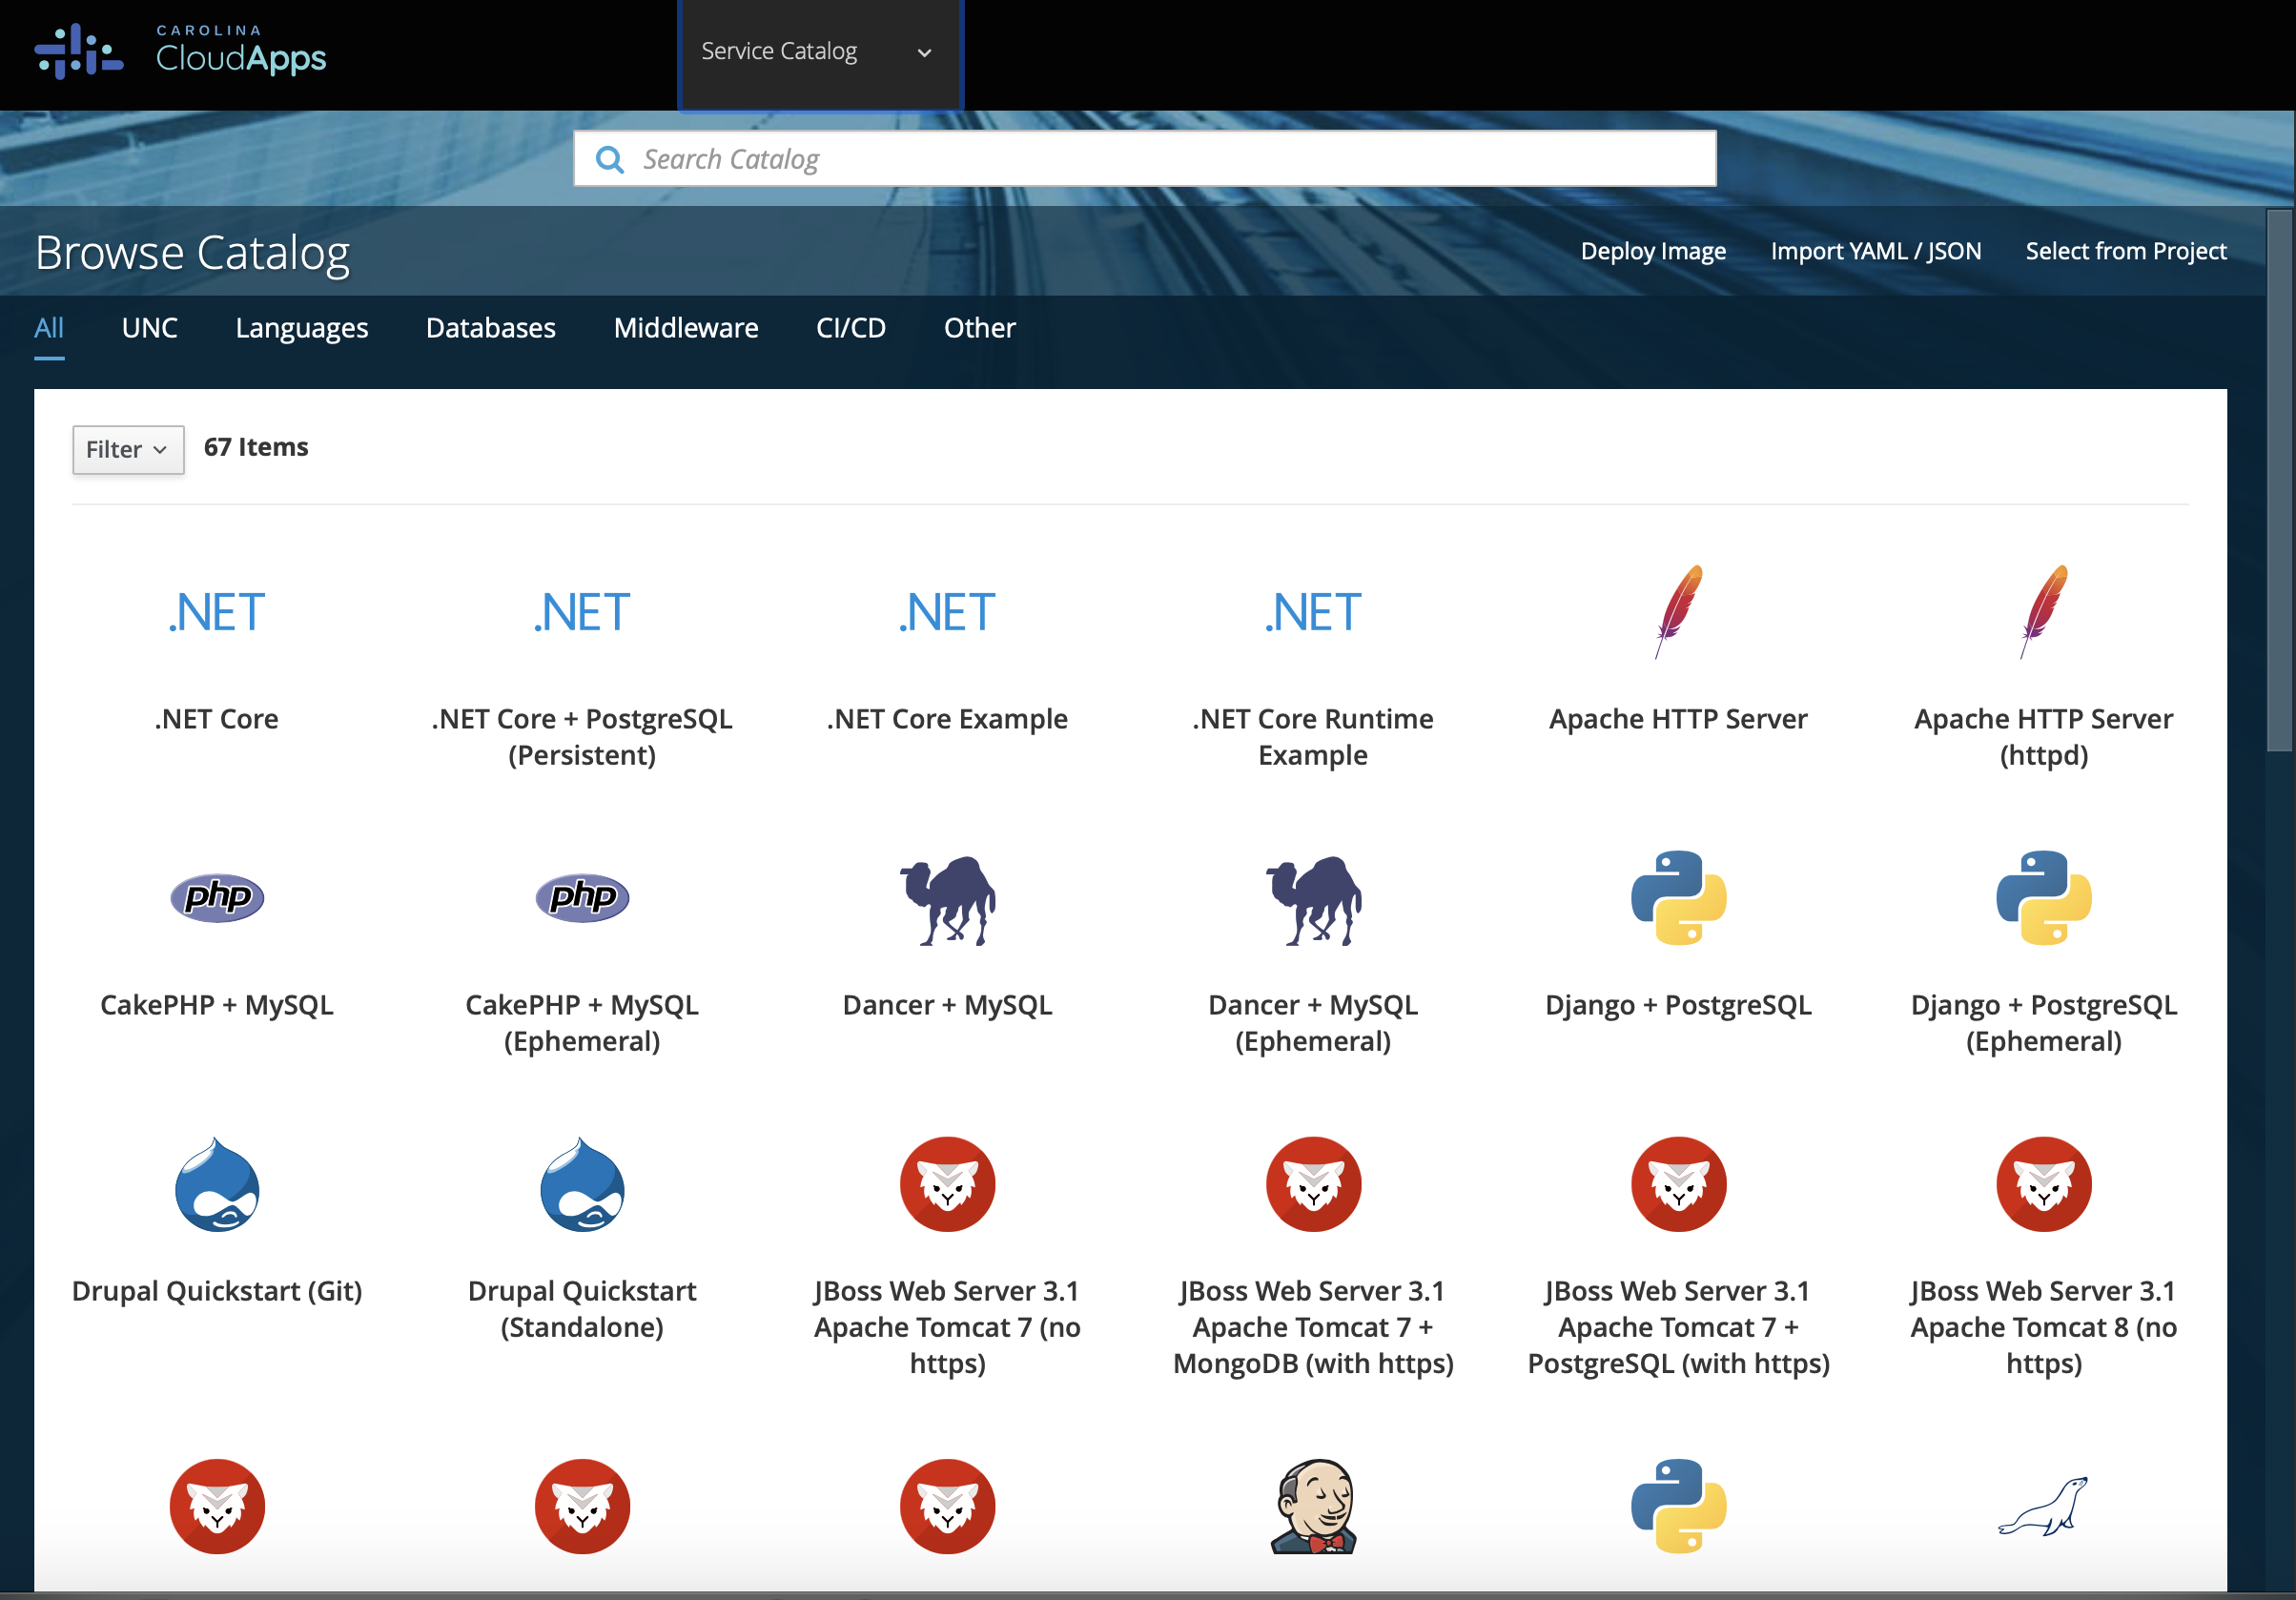 CAROLINA
CloudApps
Service Catalog
Search Catalog
Browse Catalog
Deploy Image
Import YAML / JSON
Select from Project
All
UNC
Languages
Databases
Middleware
CI/CD
Other
Filter
67 Items
.NET
.NET
.NET
.NET
.NET Core
.NET Core + PostgreSQL
(Persistent)
.NET Core Example
.NET Core Runtime
Example
Apache HTTP Server
Apache HTTP Server
(httpd)
php
php
CakePHP + MySQL
CakePHP + MySQL
(Ephemeral)
Dancer + MySQL
Dancer + MySQL
(Ephemeral)
Django + PostgreSQL
Django + PostgreSQL
(Ephemeral)
Drupal Quickstart (Git)
Drupal Quickstart
(Standalone)
JBoss Web Server 3.1
Apache Tomcat 7 (no
https)
JBoss Web Server 3.1
Apache Tomcat 7 +
MongoDB (with https)
JBoss Web Server 3.1
Apache Tomcat 7 +
PostgreSQL (with https)
JBoss Web Server 3.1
Apache Tomcat 8 (no
https)